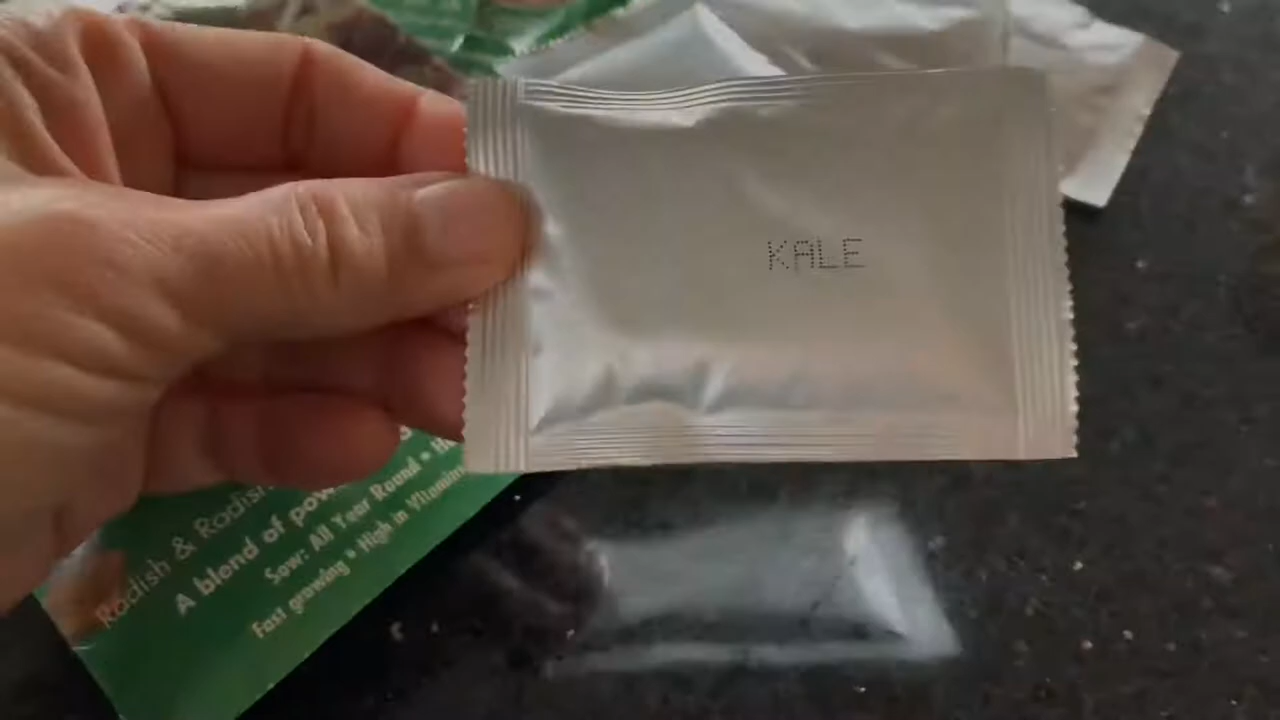 KALE
Radish & Radish
A blend of pow
Sow: All Year Round •
Fast growing • High in Vitamin